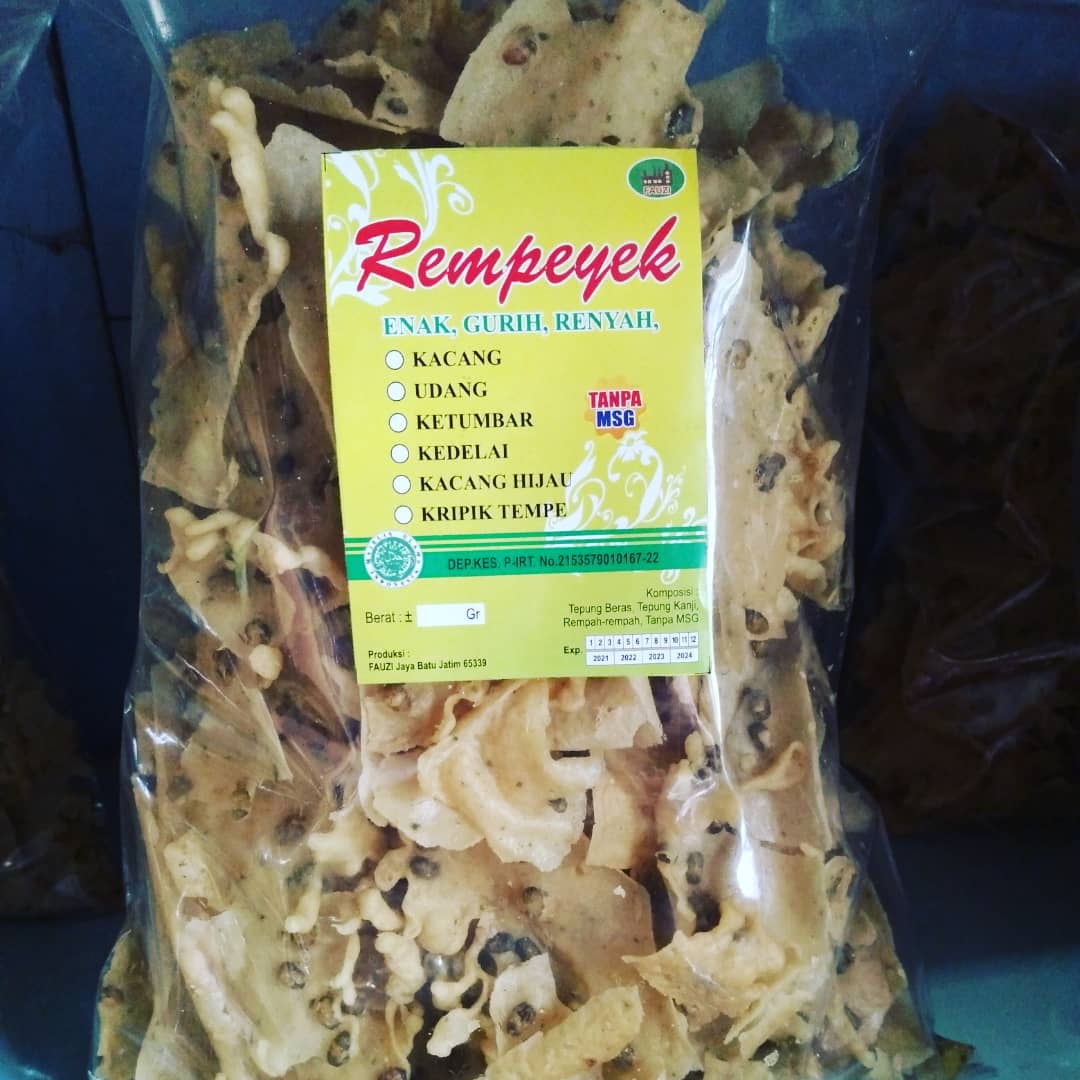 FAUZI
Rempeyek
ENAK, GURIH, RENYAH,
KACANG
UDANG
KETUMBAR
KEDELAI
KACANG HIJAU
KRIPIK TEMPE
TANPA
MSG
DEP.KES. P-IRT. No.2153579010167-22
Berat : ± Gr
Komposisi :
Tepung Beras, Tepung Kanji,
Rempah-rempah, Tanpa MSG
Produksi :
FAUZI Jaya Batu Jatim 65339
Exp. 1 2 3 4 5 6 7 8 9 10 11 12
2021 2022 2023 2024